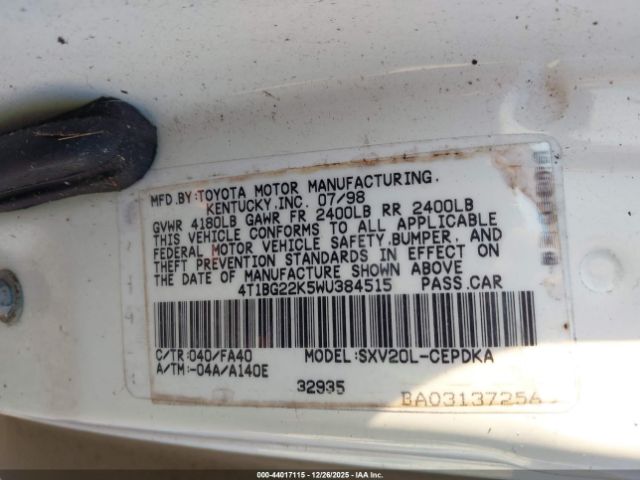 MFD.BY:TOYOTA MOTOR MANUFACTURING.
KENTUCKY,INC. 07/98
GVWR 4180LB GAWR FR 2400LB RR 2400LB
THIS VEHICLE CONFORMS TO ALL APPLICABLE
FEDERAL MOTOR VEHICLE SAFETY,BUMPER, AND
THEFT PREVENTION STANDARDS IN EFFECT ON
THE DATE OF MANUFACTURE SHOWN ABOVE
4T1BG22K5WU384515 PASS.CAR
C/TR:040/FA40 MODEL:SXV20L-CEPDKA
A/TM:-04A/A140E
32935
BA0313725A
000-44017115 - 12/26/2025 - IAAI.COM